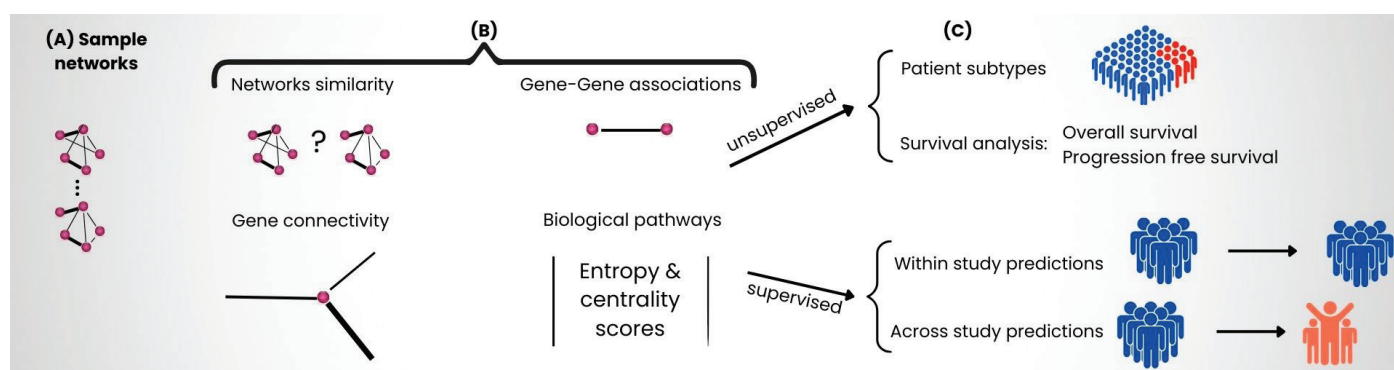 (A) Sample
networks
(B)
Networks similarity
Gene-Gene associations
?
Gene connectivity
Biological pathways
Entropy &
centrality
scores
unsupervised
supervised
(C)
Patient subtypes
Survival analysis:
Overall survival
Progression free survival
Within study predictions
Across study predictions